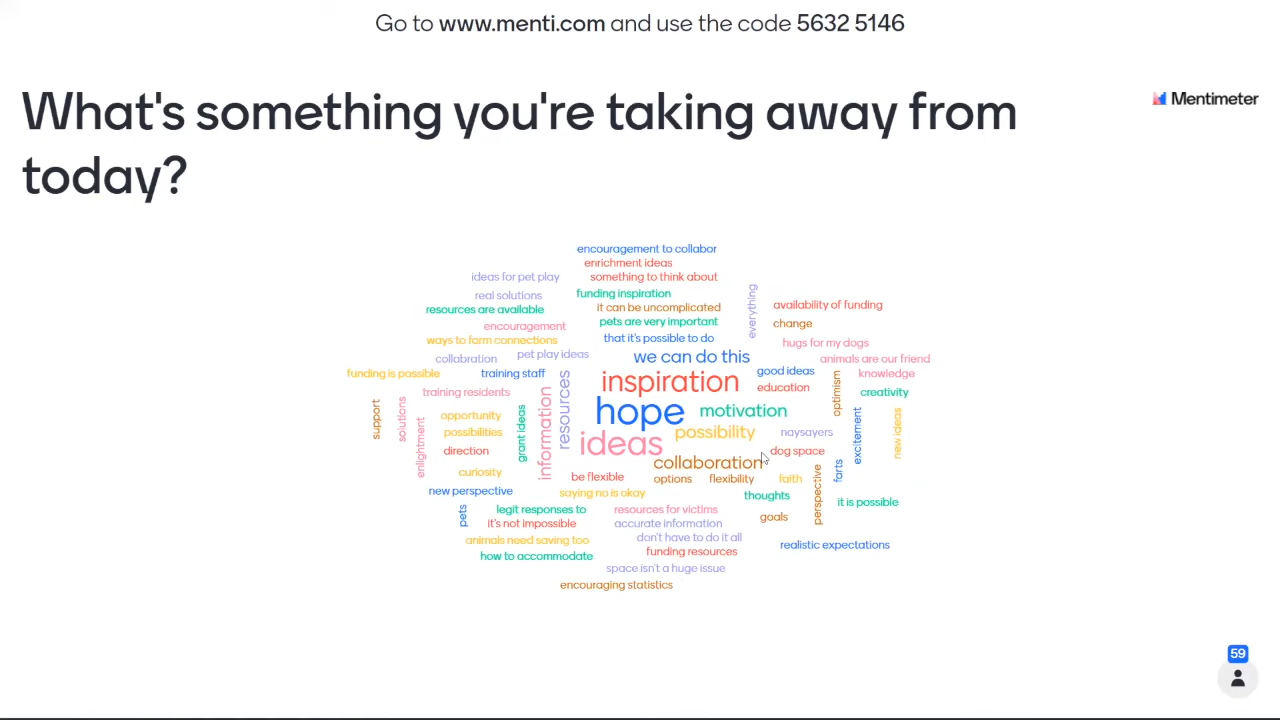 Go to www.menti.com and use the code 5632 5146
What's something you're taking away from
today?
Mentimeter
encouragement to collabor
enrichment ideas
ideas for pet play
something to think about
real solutions
funding inspiration
everything
availability of funding
resources are available
it can be uncomplicated
encouragement
pets are very important
change
ways to form connections
that it's possible to do
hugs for my dogs
collabration
pet play ideas
we can do this
animals are our friend
funding is possible
training staff
inspiration
good ideas
knowledge
training residents
education
optimism
creativity
support
solutions
enlightment
opportunity
grant ideas
information
resources
hope
motivation
excitement
new ideas
possibilities
ideas
possibility
naysayers
direction
collaboration
dog space
curiosity
be flexible
options
flexibility
faith
farts
perspective
new perspective
saying no is okay
thoughts
it is possible
pets
legit responses to
resources for victims
goals
it's not impossible
accurate information
animals need saving too
don't have to do it all
realistic expectations
how to accommodate
funding resources
space isn't a huge issue
encouraging statistics
59